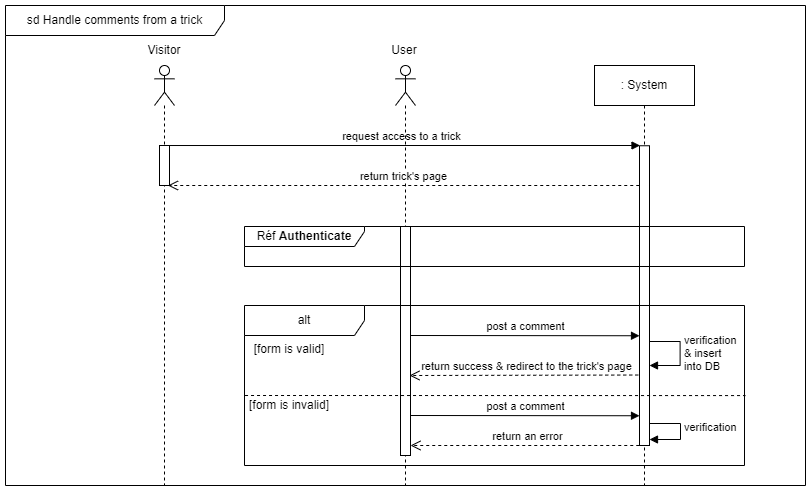 sd Handle comments from a trick
Visitor
User
: System
request access to a trick
return trick's page
Réf Authenticate
alt
post a comment
[form is valid]
verification
& insert
into DB
return success & redirect to the trick's page
[form is invalid]
post a comment
verification
return an error